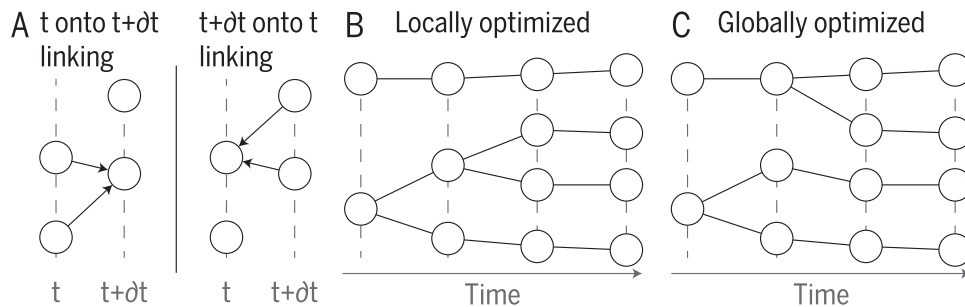 A
t onto t+∂t
linking
t+∂t onto t
linking
t
t+∂t
t
t+∂t
B
Locally optimized
Time
C
Globally optimized
Time